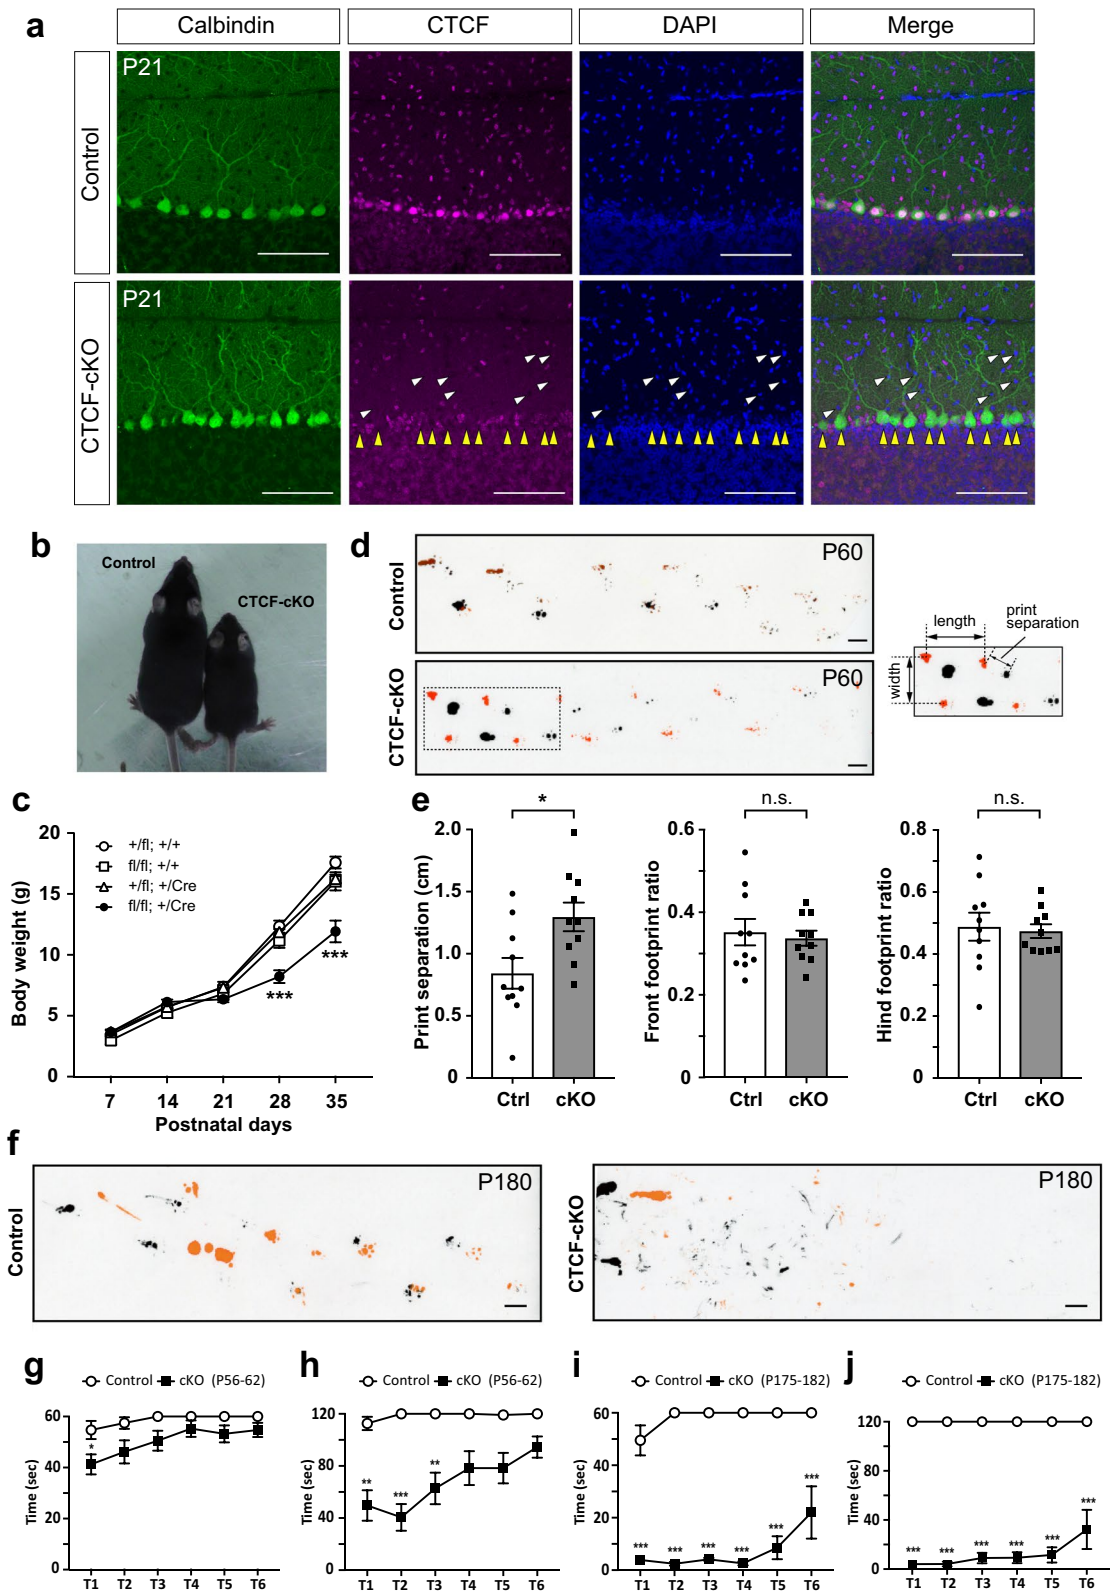 a
Calbindin
CTCF
DAPI
Merge
Control
P21
CTCF-cKO
P21
b
Control
CTCF-cKO
d
Control
P60
CTCF-cKO
P60
length
print
separation
width
c
Body weight (g)
20
15
10
5
0
+/fl; +/+
fl/fl; +/+
+/fl; +/Cre
fl/fl; +/Cre
***
***
7 14 21 28 35
Postnatal days
e
Print separation (cm)
2.0
1.5
1.0
0.5
0
*
Ctrl cKO
Front footprint ratio
0.6
0.4
0.2
0
n.s.
Ctrl cKO
Hind footprint ratio
0.8
0.6
0.4
0.2
0
n.s.
Ctrl cKO
f
Control
P180
CTCF-cKO
P180
g
Control cKO (P56-62)
Time (sec)
60
40
20
0
*
T1 T2 T3 T4 T5 T6
h
Control cKO (P56-62)
Time (sec)
120
80
40
0
** *** **
T1 T2 T3 T4 T5 T6
i
Control cKO (P175-182)
Time (sec)
60
40
20
0
*** *** *** *** *** ***
T1 T2 T3 T4 T5 T6
j
Control cKO (P175-182)
Time (sec)
120
80
40
0
*** *** *** *** *** ***
T1 T2 T3 T4 T5 T6